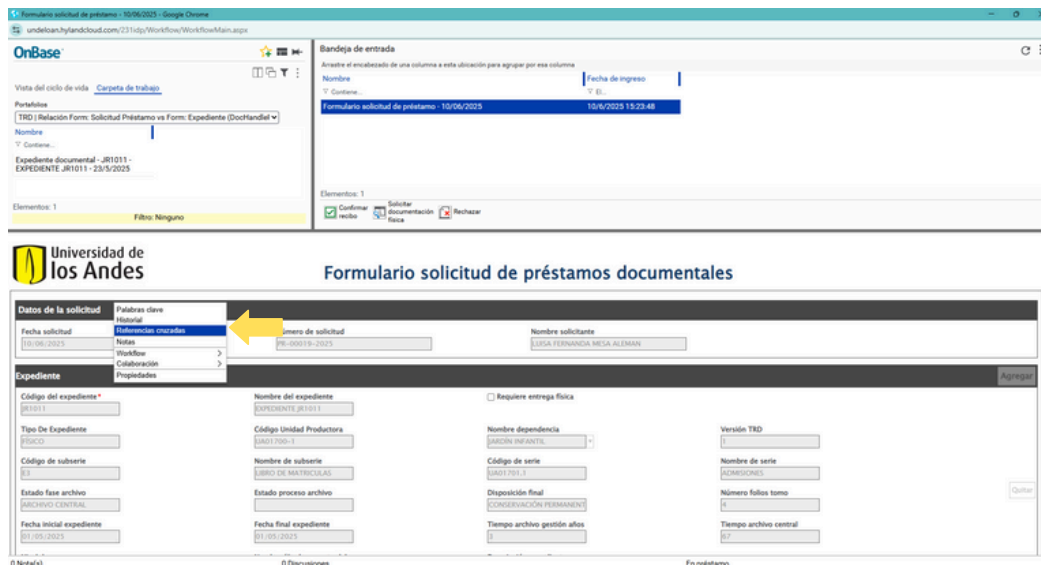 Formulario solicitud de préstamo - 10/06/2025 - Google Chrome
undeloan.hylandcloud.com/231idp/Workflow/WorkflowMain.aspx
OnBase
Vista del ciclo de vida Carpeta de trabajo
Portafolios
TRD | Relación Form: Solicitud Préstamo vs Form: Expediente (DocHandlel
Nombre
Contiene...
Expediente documental - JR1011 -
EXPEDIENTE JR1011 - 23/5/2025
Elementos: 1
Filtro: Ninguno
Bandeja de entrada
Arrastre el encabezado de una columna a esta ubicación para agrupar por esa columna
Nombre Fecha de ingreso
Contiene... El...
Formulario solicitud de préstamo - 10/06/2025 10/6/2025 15:23:48
Elementos: 1
Confirmar recibo
Solicitar documentación física
Rechazar
Universidad de
los Andes
Formulario solicitud de préstamos documentales
Datos de la solicitud
Palabras clave
Historial
Referencias cruzadas
Notas
Workflow
Colaboración
Propiedades
Fecha solicitud número de solicitud Nombre solicitante
10/06/2025 PR-00019-2025 LUISA FERNANDA MESA ALEMAN
Expediente Agregar
Código del expediente* Nombre del expediente Requiere entrega física
JR1011 EXPEDIENTE JR1011
Tipo De Expediente Código Unidad Productora Nombre dependencia Versión TRD
FÍSICO UA01700-1 JARDÍN INFANTIL 1
Código de subserie Nombre de subserie Código de serie Nombre de serie
E3 LIBRO DE MATRICULAS UA01701.1 ADMISIONES
Estado fase archivo Estado proceso archivo Disposición final Número folios tomo Quitar
ARCHIVO CENTRAL CONSERVACIÓN PERMANENT 4
Fecha inicial expediente Fecha final expediente Tiempo archivo gestión años Tiempo archivo central
01/05/2025 01/05/2025 3 67
0 Nota(s) 0 Discusiones En préstamo